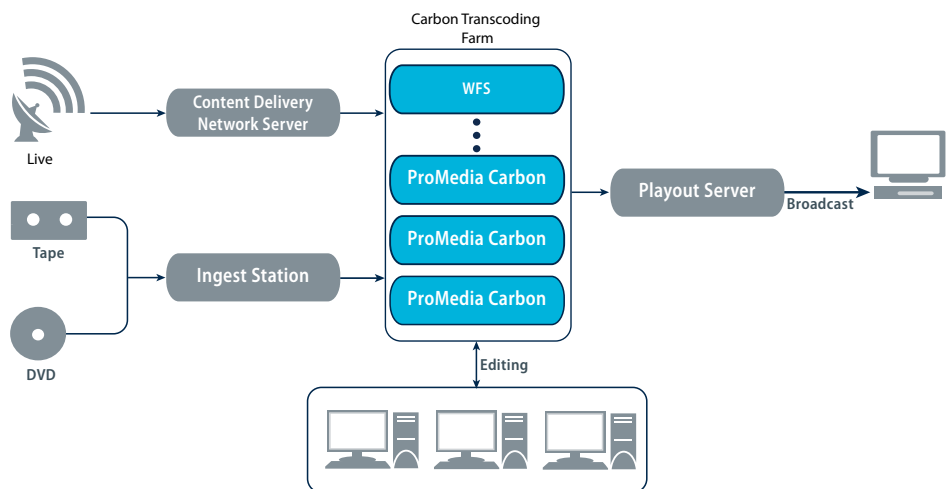 Carbon Transcoding
Farm
WFS
Content Delivery
Network Server
Live
ProMedia Carbon
Playout Server
Broadcast
Tape
ProMedia Carbon
Ingest Station
ProMedia Carbon
DVD
Editing